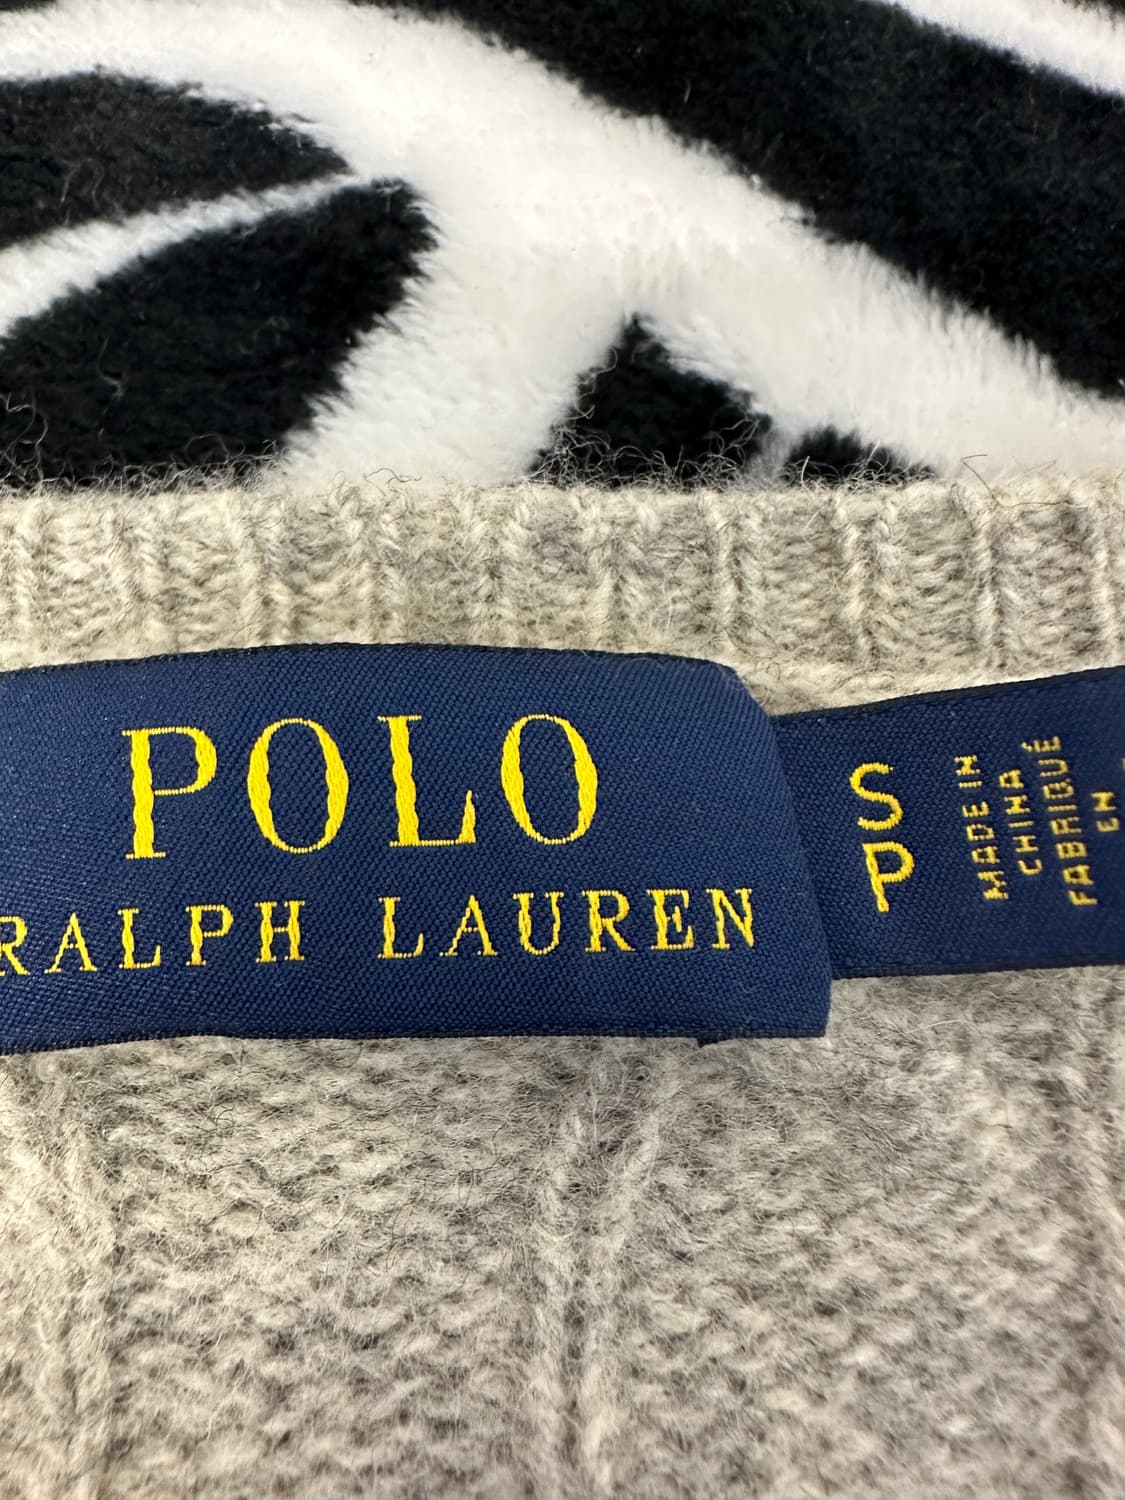 POLO
RALPH LAUREN
S
P
MADE IN
CHINA
FABRIQUÉ
EN